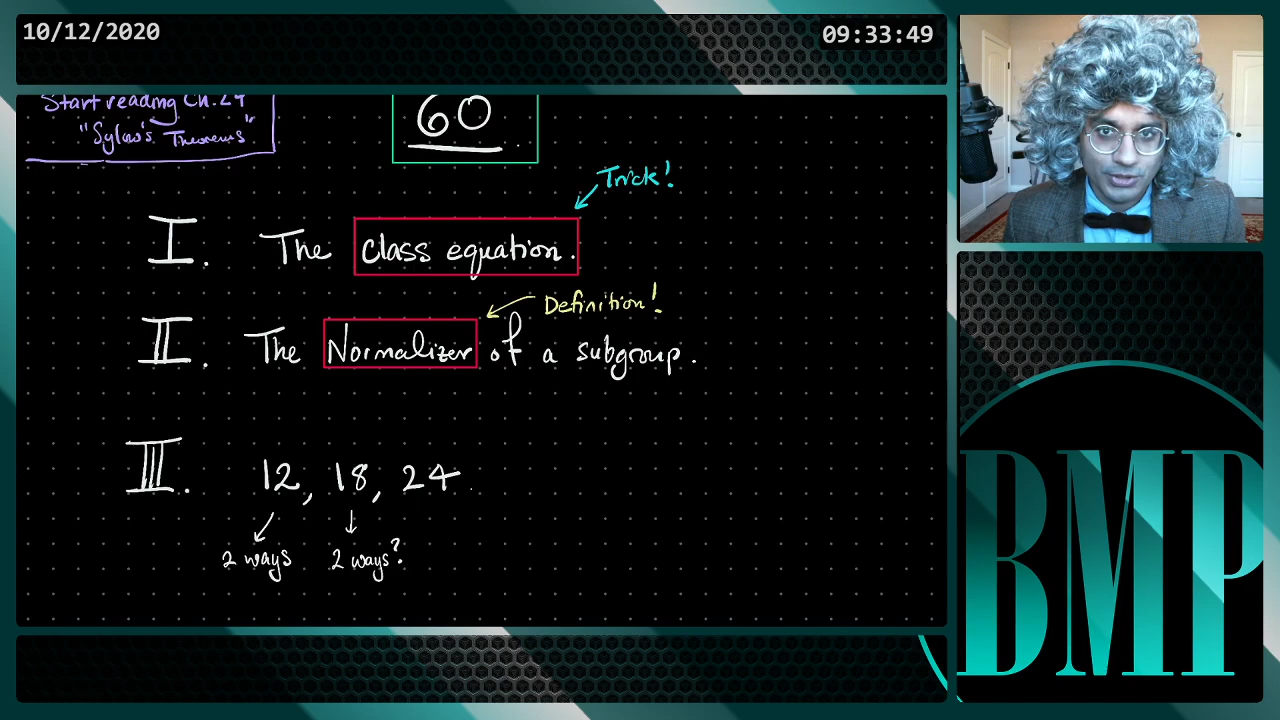 10/12/2020
09:33:49
Start reading Ch. 24
"Sylow's Theorems"
60
Trick!
I. The class equation.
Definition!
II. The Normalizer of a subgroup.
III. 12, 18, 24
2 ways 2 ways?
BMP